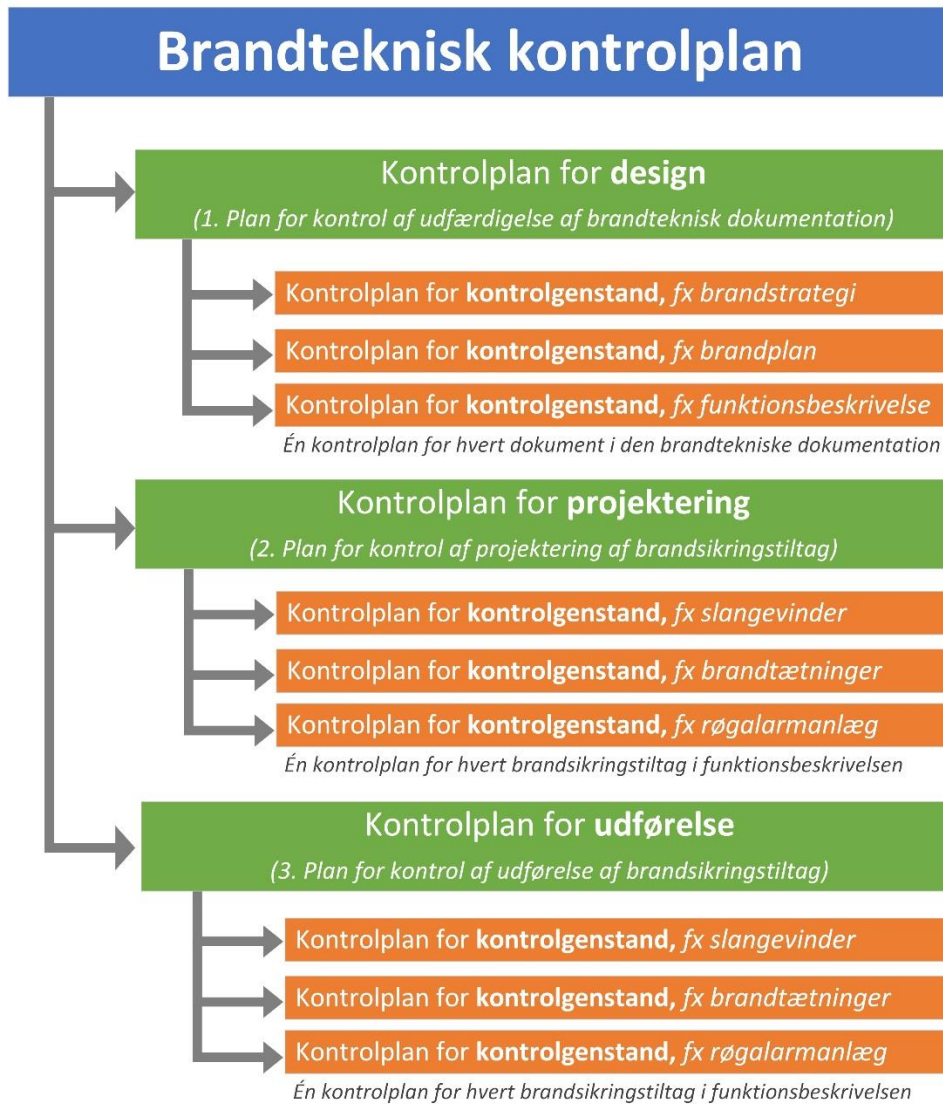 Brandteknisk kontrolplan
Kontrolplan for design
(1. Plan for kontrol af udfærdigelse af brandteknisk dokumentation)
Kontrolplan for kontrolgenstand, fx brandstrategi
Kontrolplan for kontrolgenstand, fx brandplan
Kontrolplan for kontrolgenstand, fx funktionsbeskrivelse
Én kontrolplan for hvert dokument i den brandtekniske dokumentation
Kontrolplan for projektering
(2. Plan for kontrol af projektering af brandsikringstiltag)
Kontrolplan for kontrolgenstand, fx slangevinder
Kontrolplan for kontrolgenstand, fx brandtætninger
Kontrolplan for kontrolgenstand, fx røgalarmanlæg
Én kontrolplan for hvert brandsikringstiltag i funktionsbeskrivelsen
Kontrolplan for udførelse
(3. Plan for kontrol af udførelse af brandsikringstiltag)
Kontrolplan for kontrolgenstand, fx slangevinder
Kontrolplan for kontrolgenstand, fx brandtætninger
Kontrolplan for kontrolgenstand, fx røgalarmanlæg
Én kontrolplan for hvert brandsikringstiltag i funktionsbeskrivelsen